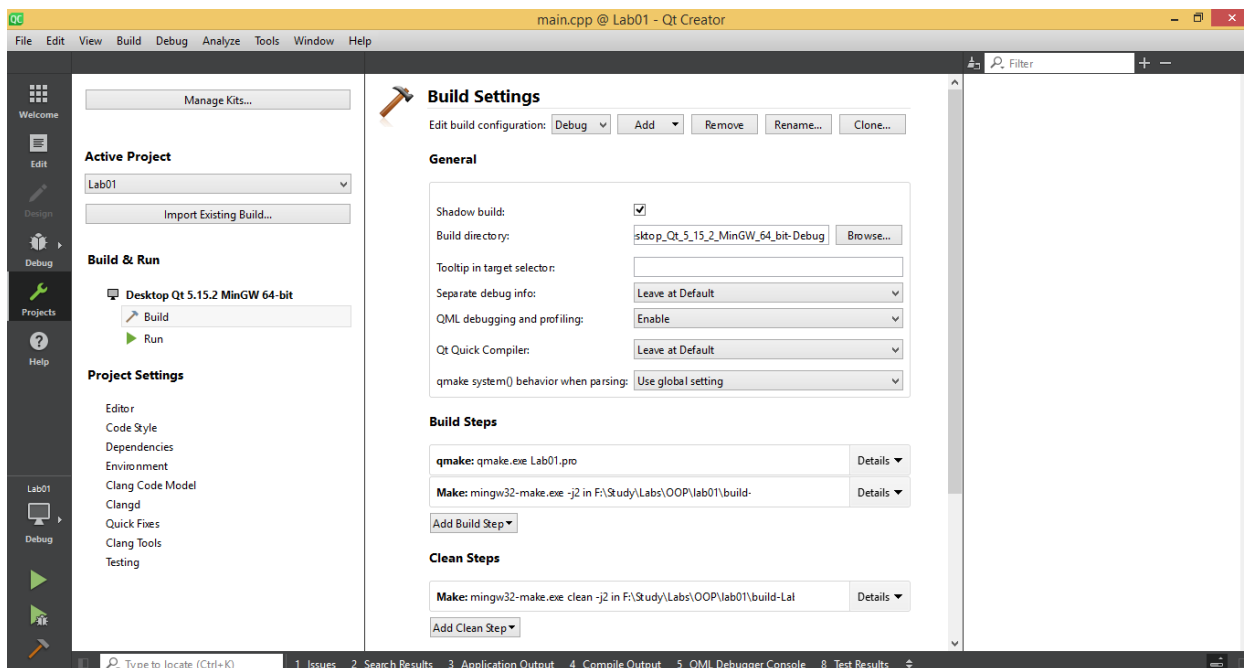 QC
main.cpp @ Lab01 - Qt Creator
File Edit View Build Debug Analyze Tools Window Help
Filter
Welcome
Edit
Design
Debug
Projects
Help
Lab01
Debug
Manage Kits...
Active Project
Lab01
Import Existing Build...
Build & Run
Desktop Qt 5.15.2 MinGW 64-bit
Build
Run
Project Settings
Editor
Code Style
Dependencies
Environment
Clang Code Model
Clangd
Quick Fixes
Clang Tools
Testing
Build Settings
Edit build configuration: Debug Add Remove Rename... Clone...
General
Shadow build:
Build directory: sktop_Qt_5_15_2_MinGW_64_bit-Debug Browse...
Tooltip in target selector:
Separate debug info: Leave at Default
QML debugging and profiling: Enable
Qt Quick Compiler: Leave at Default
qmake system() behavior when parsing: Use global setting
Build Steps
qmake: qmake.exe Lab01.pro Details
Make: mingw32-make.exe -j2 in F:\Study\Labs\OOP\lab01\build- Details
Add Build Step
Clean Steps
Make: mingw32-make.exe clean -j2 in F:\Study\Labs\OOP\lab01\build-Lab Details
Add Clean Step
Type to locate (Ctrl+K) 1 Issues 2 Search Results 3 Application Output 4 Compile Output 5 QML Debugger Console 8 Test Results